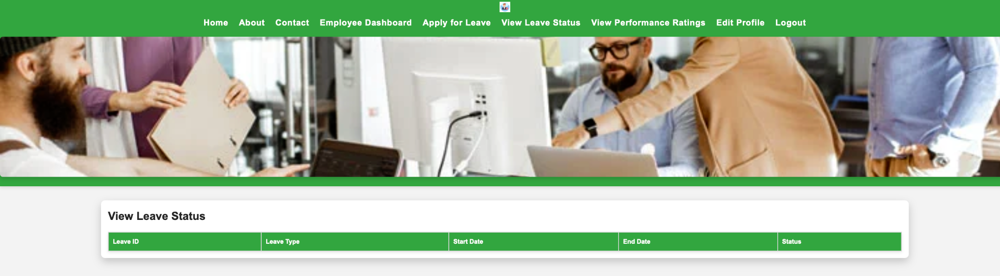 Home About Contact Employee Dashboard Apply for Leave View Leave Status View Performance Ratings Edit Profile Logout
View Leave Status
Leave ID Leave Type Start Date End Date Status